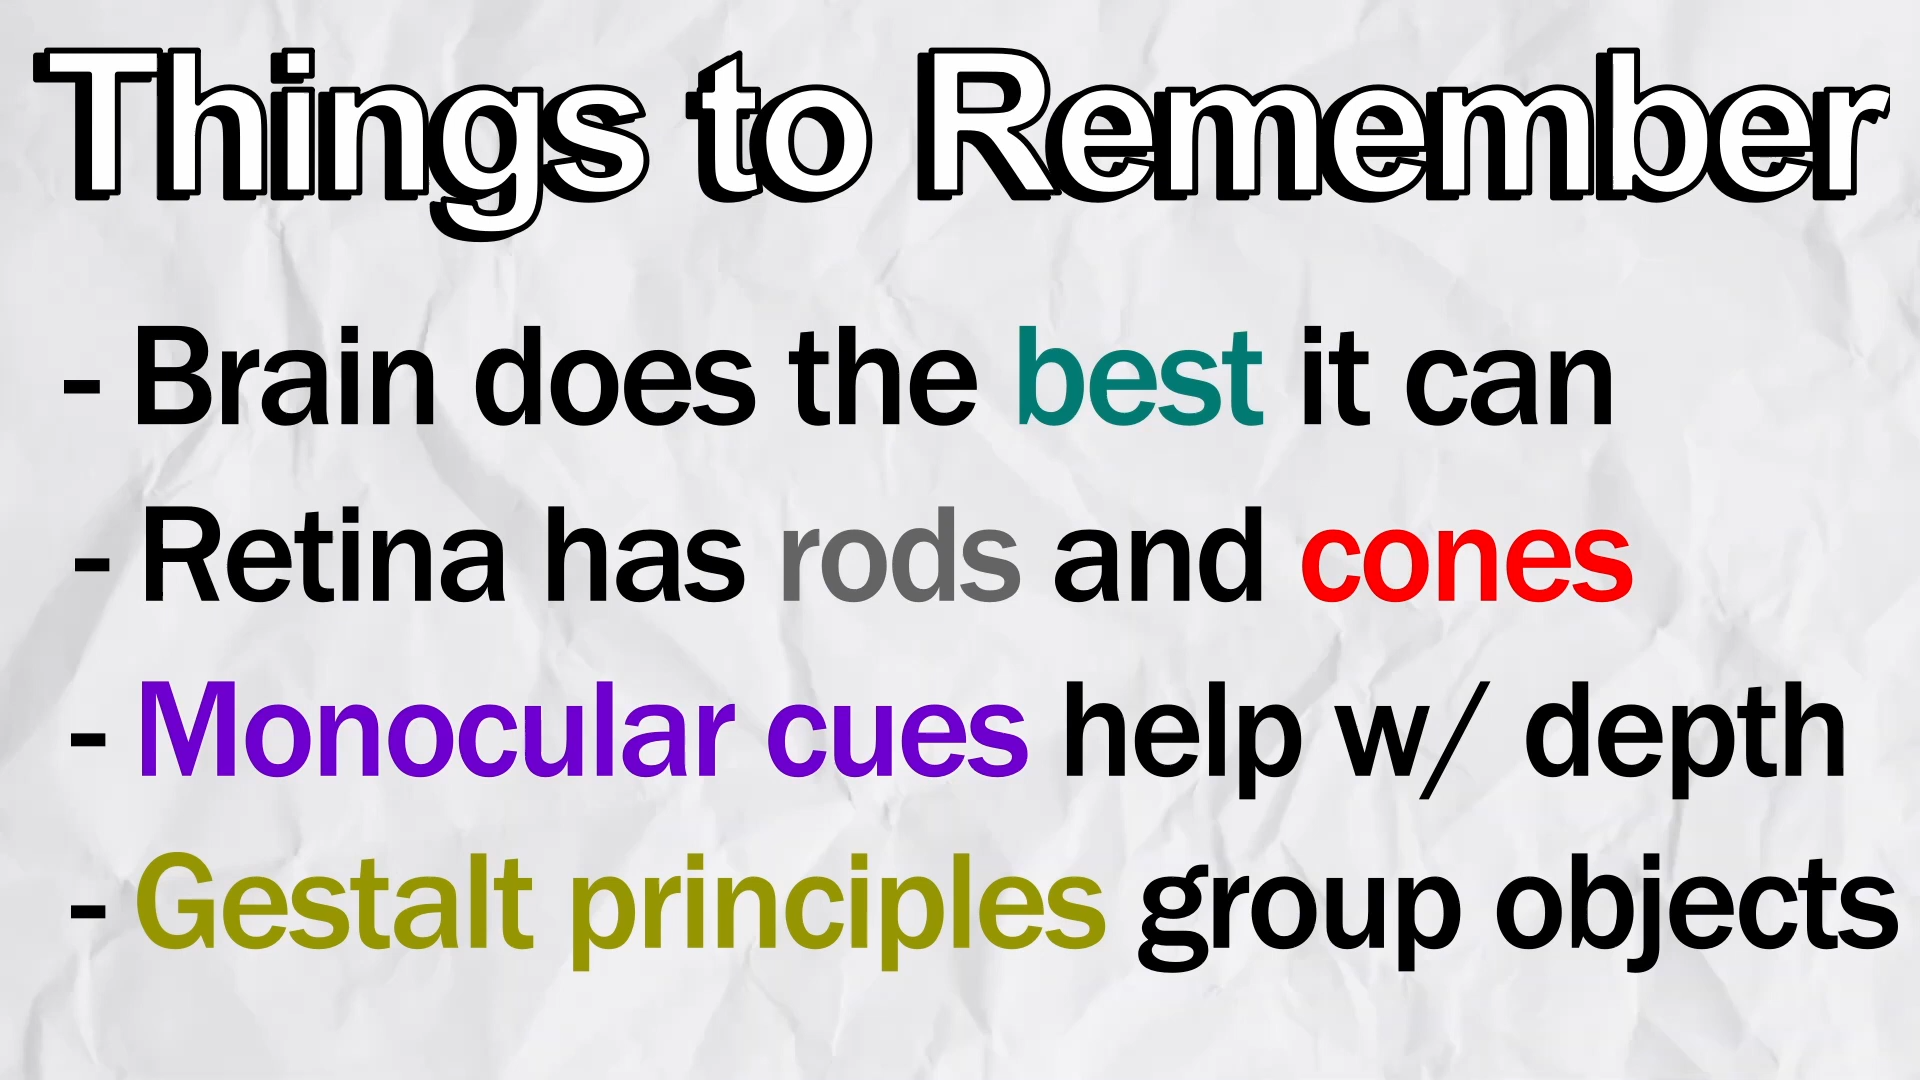 Things to Remember
- Brain does the best it can
- Retina has rods and cones
- Monocular cues help w/ depth
- Gestalt principles group objects